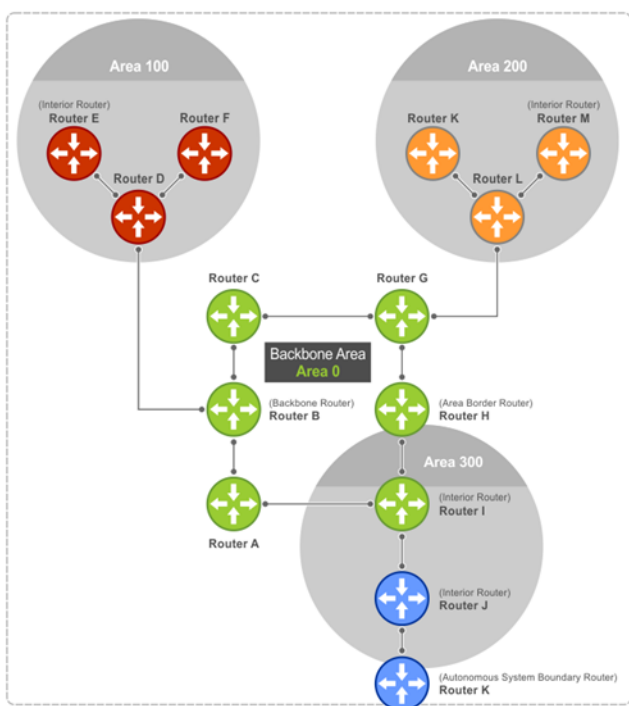 Area 100
(Interior Router)
Router E
Router F
Router D
Area 200
Router K
(Interior Router)
Router M
Router L
Router C
Router G
Backbone Area
Area 0
(Backbone Router)
Router B
(Area Border Router)
Router H
Area 300
Router A
(Interior Router)
Router I
(Interior Router)
Router J
(Autonomous System Boundary Router)
Router K